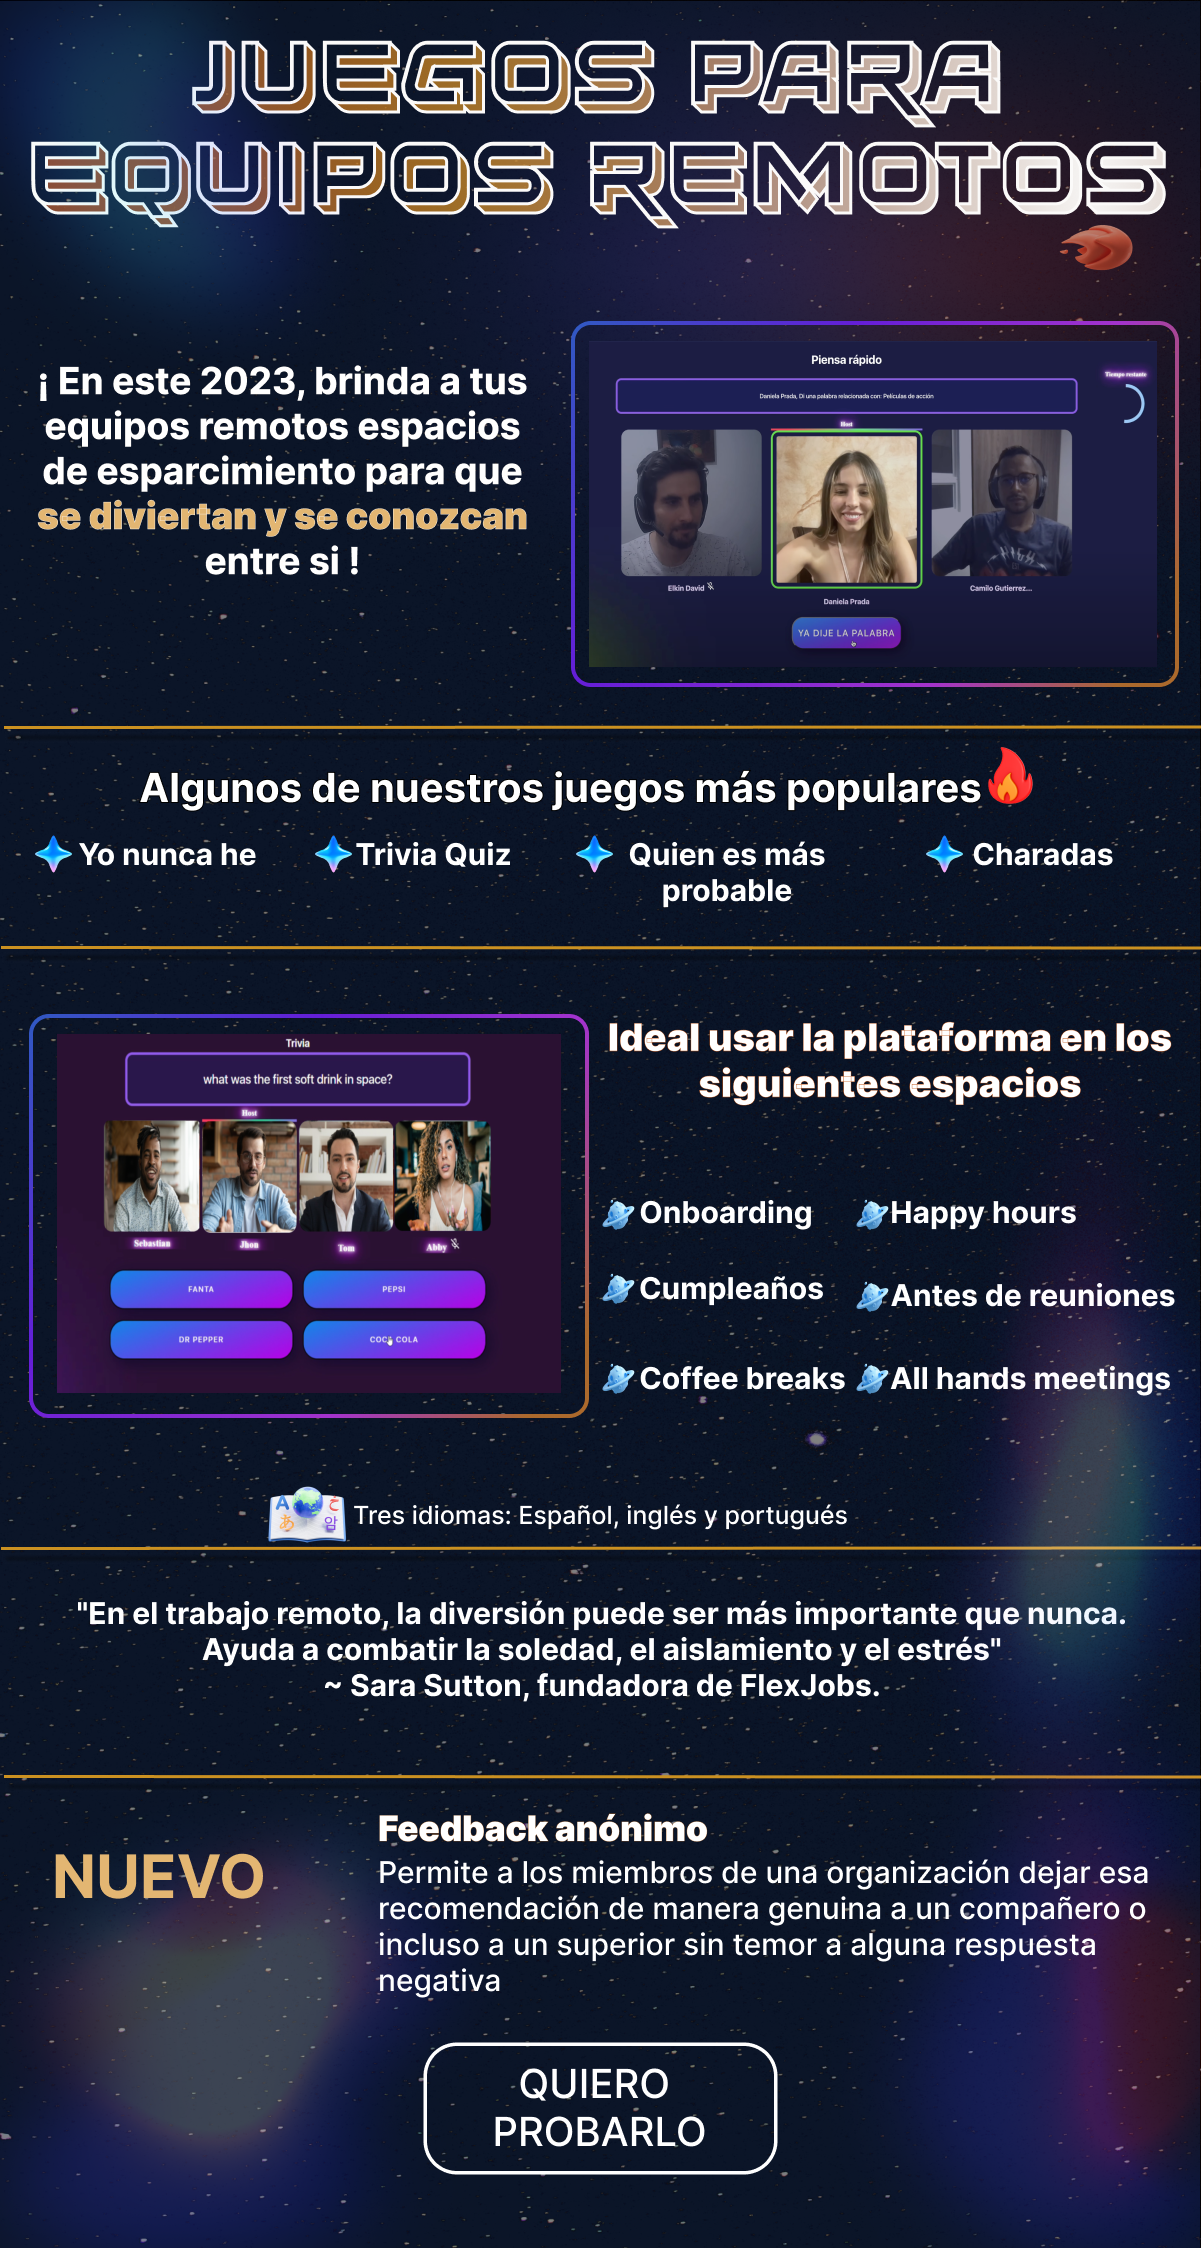 JUEGOS PARA
EQUIPOS REMOTOS
¡ En este 2023, brinda a tus
equipos remotos espacios
de esparcimiento para que
se diviertan y se conozcan
entre si !
Piensa rápido
Tiempo restante
Daniela Prada, Di una palabra relacionada con: Películas de acción
Host
Elkin David
Daniela Prada
Camilo Gutierrez...
YA DIJE LA PALABRA
Algunos de nuestros juegos más populares
Yo nunca he
Trivia Quiz
Quien es más
probable
Charadas
Trivia
what was the first soft drink in space?
Host
Sebastian
Jhon
Tom
Abby
FANTA
PEPSI
DR PEPPER
COCA COLA
Ideal usar la plataforma en los
siguientes espacios
Onboarding
Happy hours
Cumpleaños
Antes de reuniones
Coffee breaks
All hands meetings
Tres idiomas: Español, inglés y portugués
"En el trabajo remoto, la diversión puede ser más importante que nunca.
Ayuda a combatir la soledad, el aislamiento y el estrés"
~ Sara Sutton, fundadora de FlexJobs.
NUEVO
Feedback anónimo
Permite a los miembros de una organización dejar esa
recomendación de manera genuina a un compañero o
incluso a un superior sin temor a alguna respuesta
negativa
QUIERO
PROBARLO